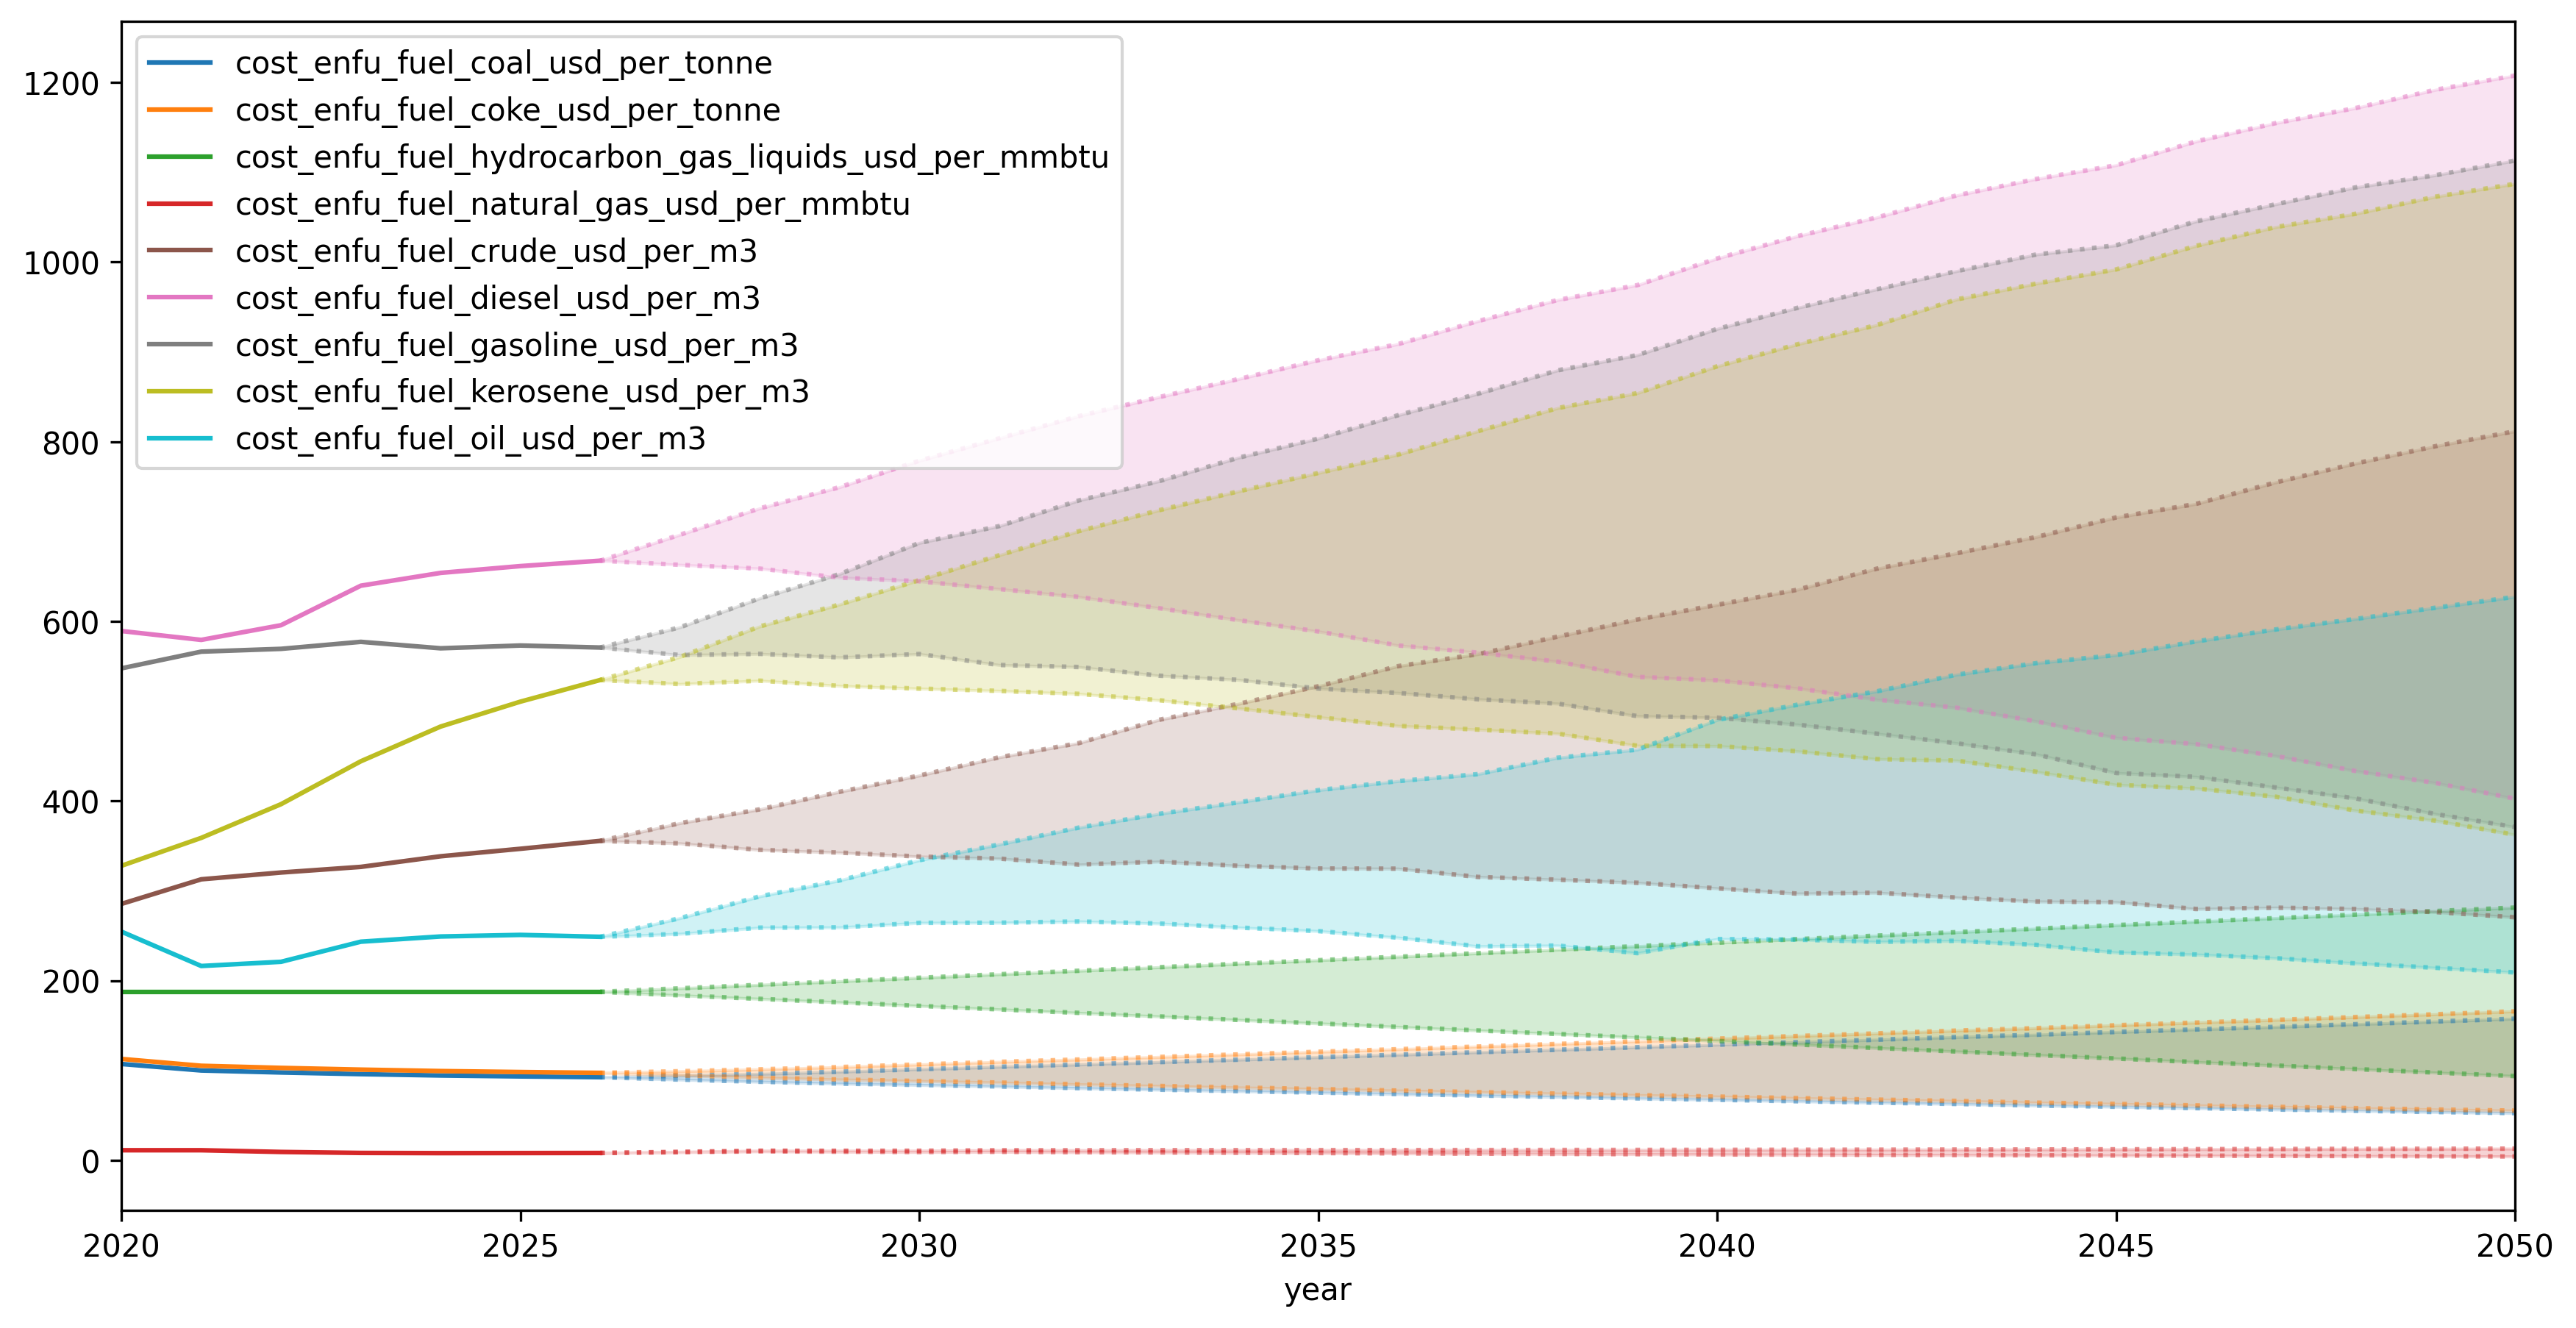 1200
1000
800
600
400
200
0
cost_enfu_fuel_coal_usd_per_tonne
cost_enfu_fuel_coke_usd_per_tonne
cost_enfu_fuel_hydrocarbon_gas_liquids_usd_per_mmbtu
cost_enfu_fuel_natural_gas_usd_per_mmbtu
cost_enfu_fuel_crude_usd_per_m3
cost_enfu_fuel_diesel_usd_per_m3
cost_enfu_fuel_gasoline_usd_per_m3
cost_enfu_fuel_kerosene_usd_per_m3
cost_enfu_fuel_oil_usd_per_m3
2020 2025 2030 2035 2040 2045 2050
year